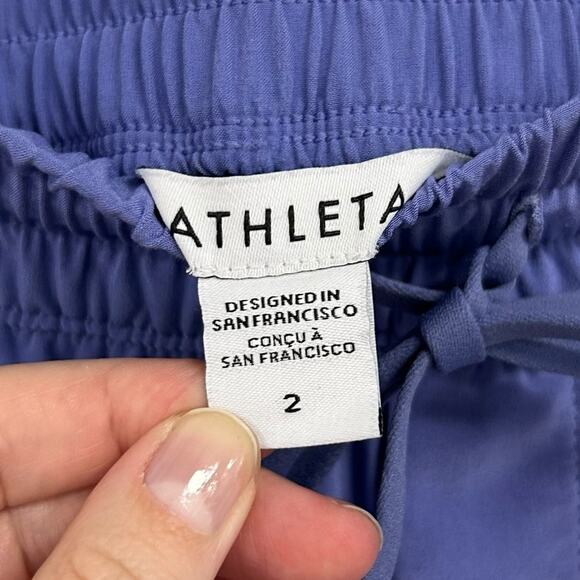 ATHLETA
DESIGNED IN
SAN FRANCISCO
CONÇU À
SAN FRANCISCO
2